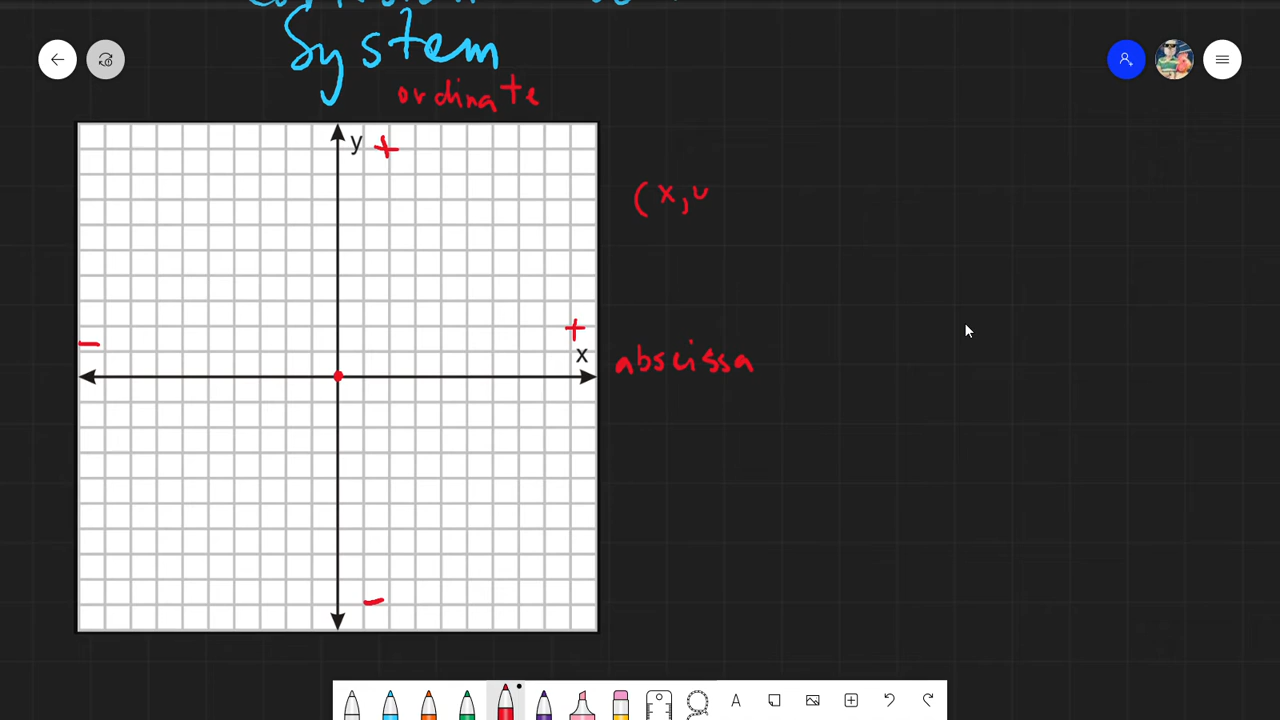 System
ordinate
y +
(x,
+
-
x
abscissa
-
A